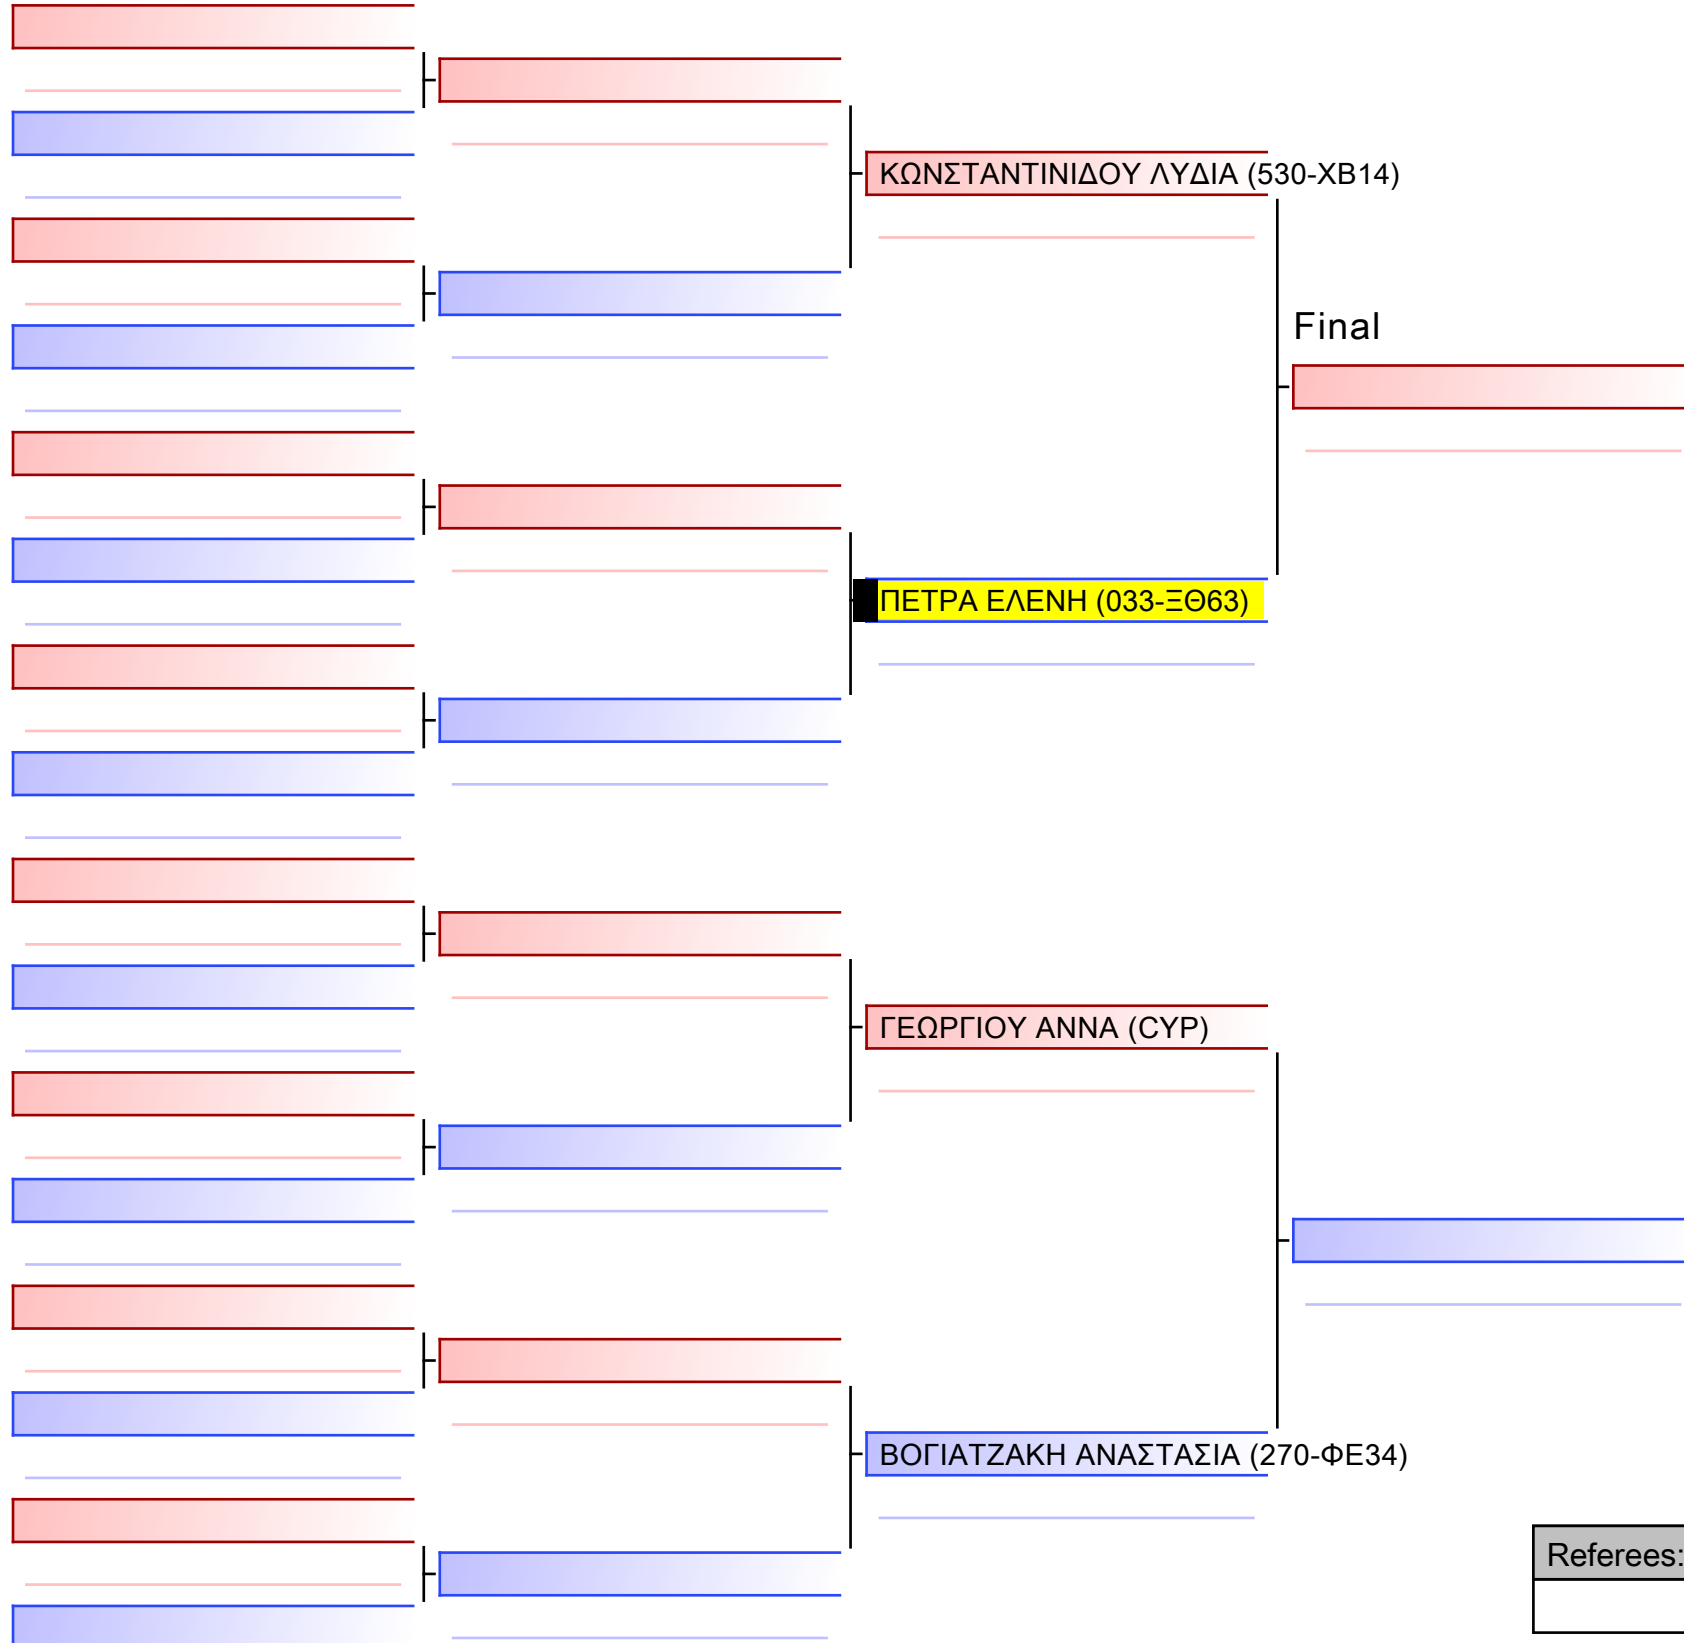 ΚΩΝΣΤΑΝΤΙΝΙΔΟΥ ΛΥΔΙΑ (530-ΧΒ14)
Final
ΠΕΤΡΑ ΕΛΕΝΗ (033-ΞΘ63)
ΓΕΩΡΓΙΟΥ ΑΝΝΑ (CYP)
ΒΟΓΙΑΤΖΑΚΗ ΑΝΑΣΤΑΣΙΑ (270-ΦΕ34)
Referees: